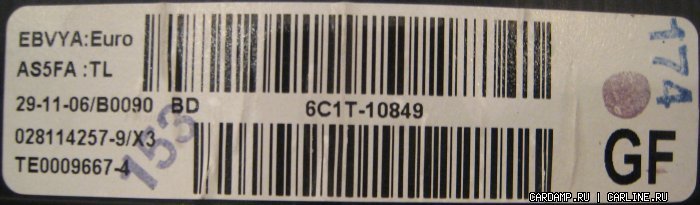 EBVYA:Euro
AS5FA :TL
29-11-06/B0090 BD 6C1T-10849
028114257-9/X3
TE0009667-4
153
174
GF
CARDAMP.RU | CARLINE.RU